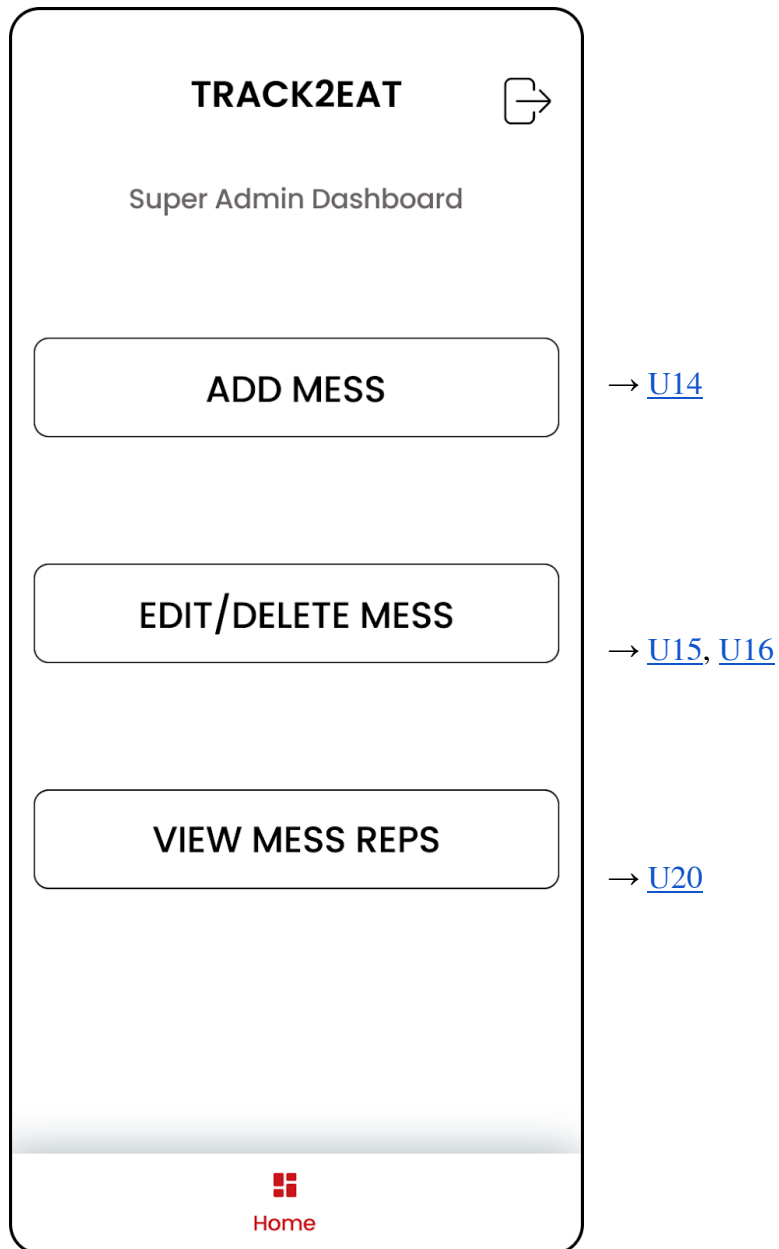 TRACK2EAT
Super Admin Dashboard
ADD MESS
→ U14
EDIT/DELETE MESS
→ U15, U16
VIEW MESS REPS
→ U20
Home